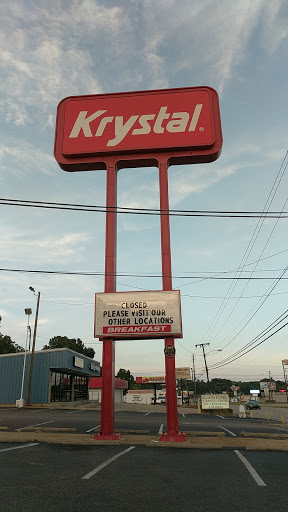 Krystal®
CLOSED
PLEASE VISIT OUR
OTHER LOCATIONS
BREAKFAST